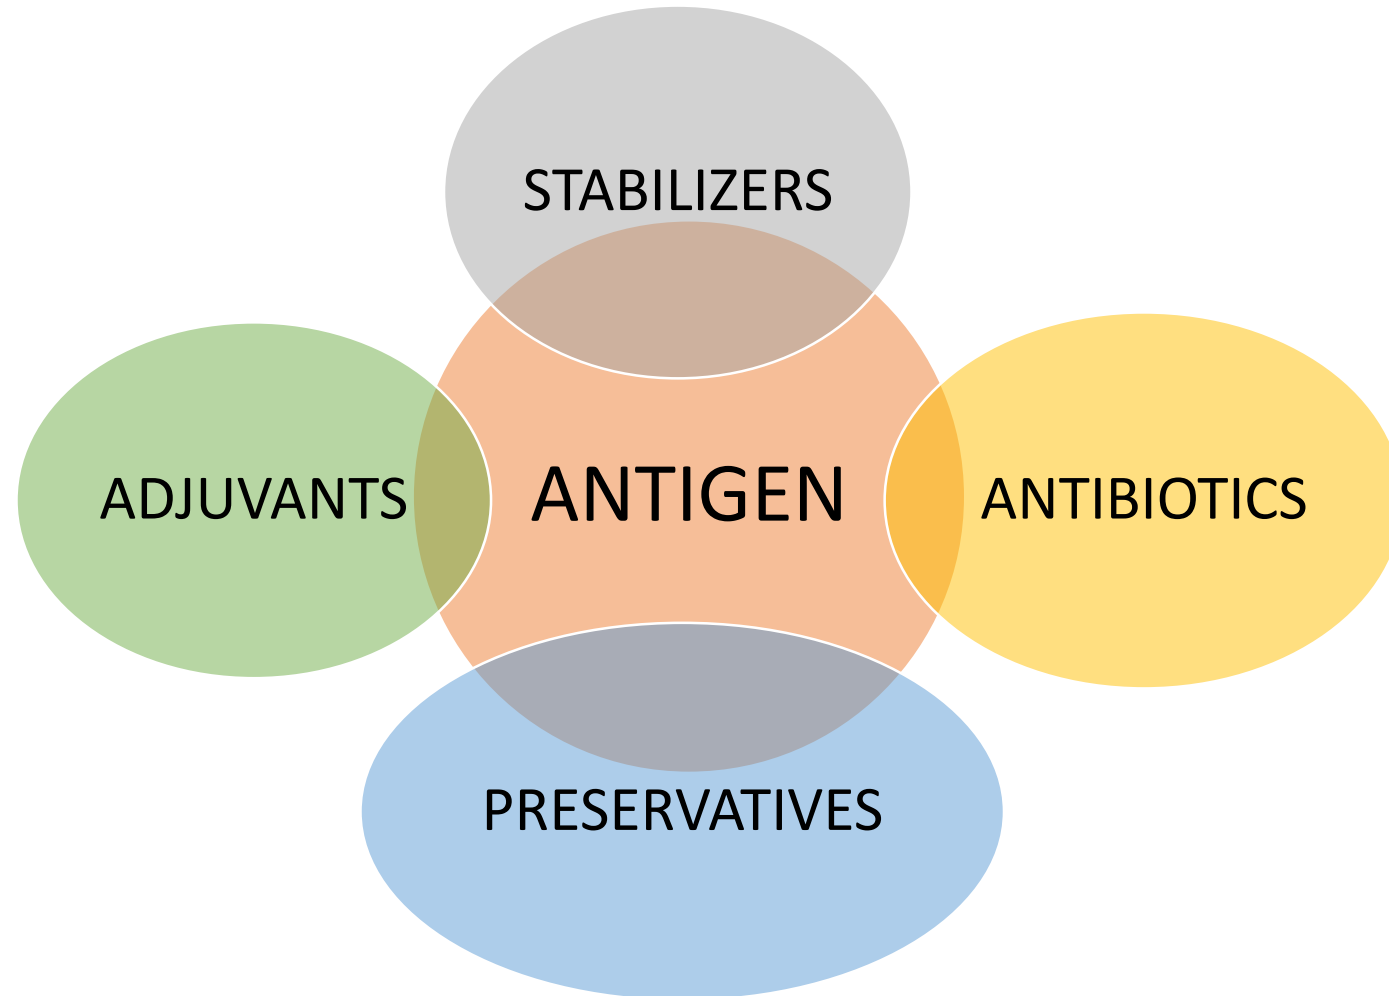 STABILIZERS
ADJUVANTS
ANTIGEN
ANTIBIOTICS
PRESERVATIVES